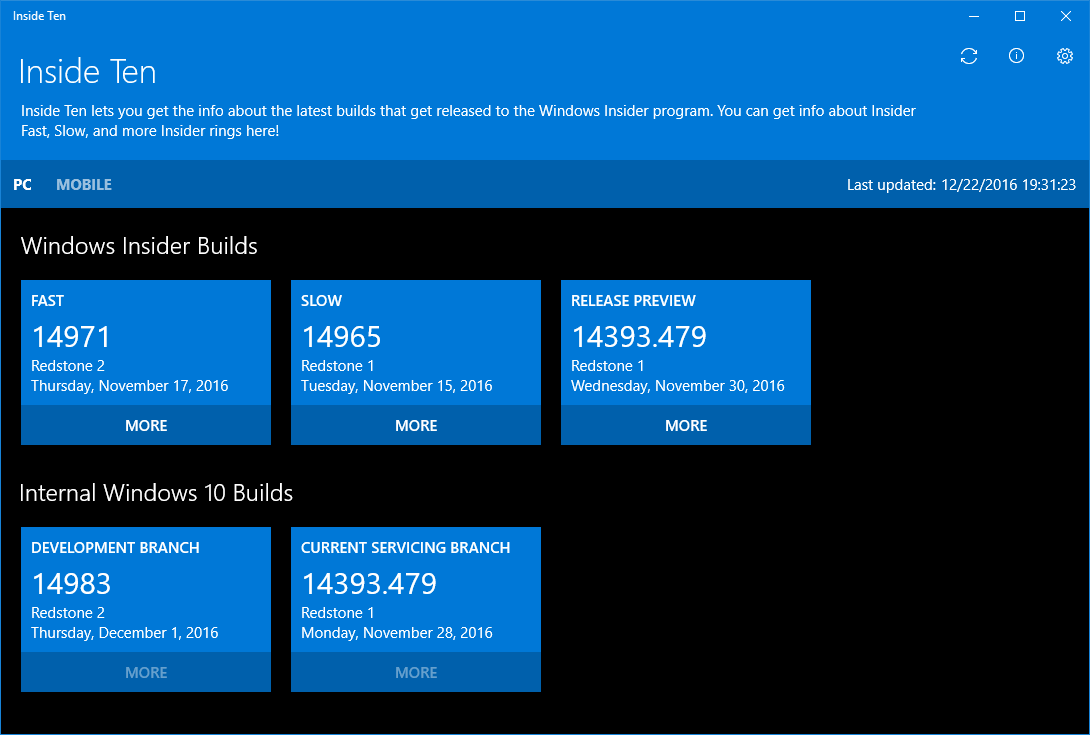 Inside Ten
Inside Ten
Inside Ten lets you get the info about the latest builds that get released to the Windows Insider program. You can get info about Insider
Fast, Slow, and more Insider rings here!
PC MOBILE Last updated: 12/22/2016 19:31:23
Windows Insider Builds
FAST
14971
Redstone 2
Thursday, November 17, 2016
MORE
SLOW
14965
Redstone 1
Tuesday, November 15, 2016
MORE
RELEASE PREVIEW
14393.479
Redstone 1
Wednesday, November 30, 2016
MORE
Internal Windows 10 Builds
DEVELOPMENT BRANCH
14983
Redstone 2
Thursday, December 1, 2016
MORE
CURRENT SERVICING BRANCH
14393.479
Redstone 1
Monday, November 28, 2016
MORE